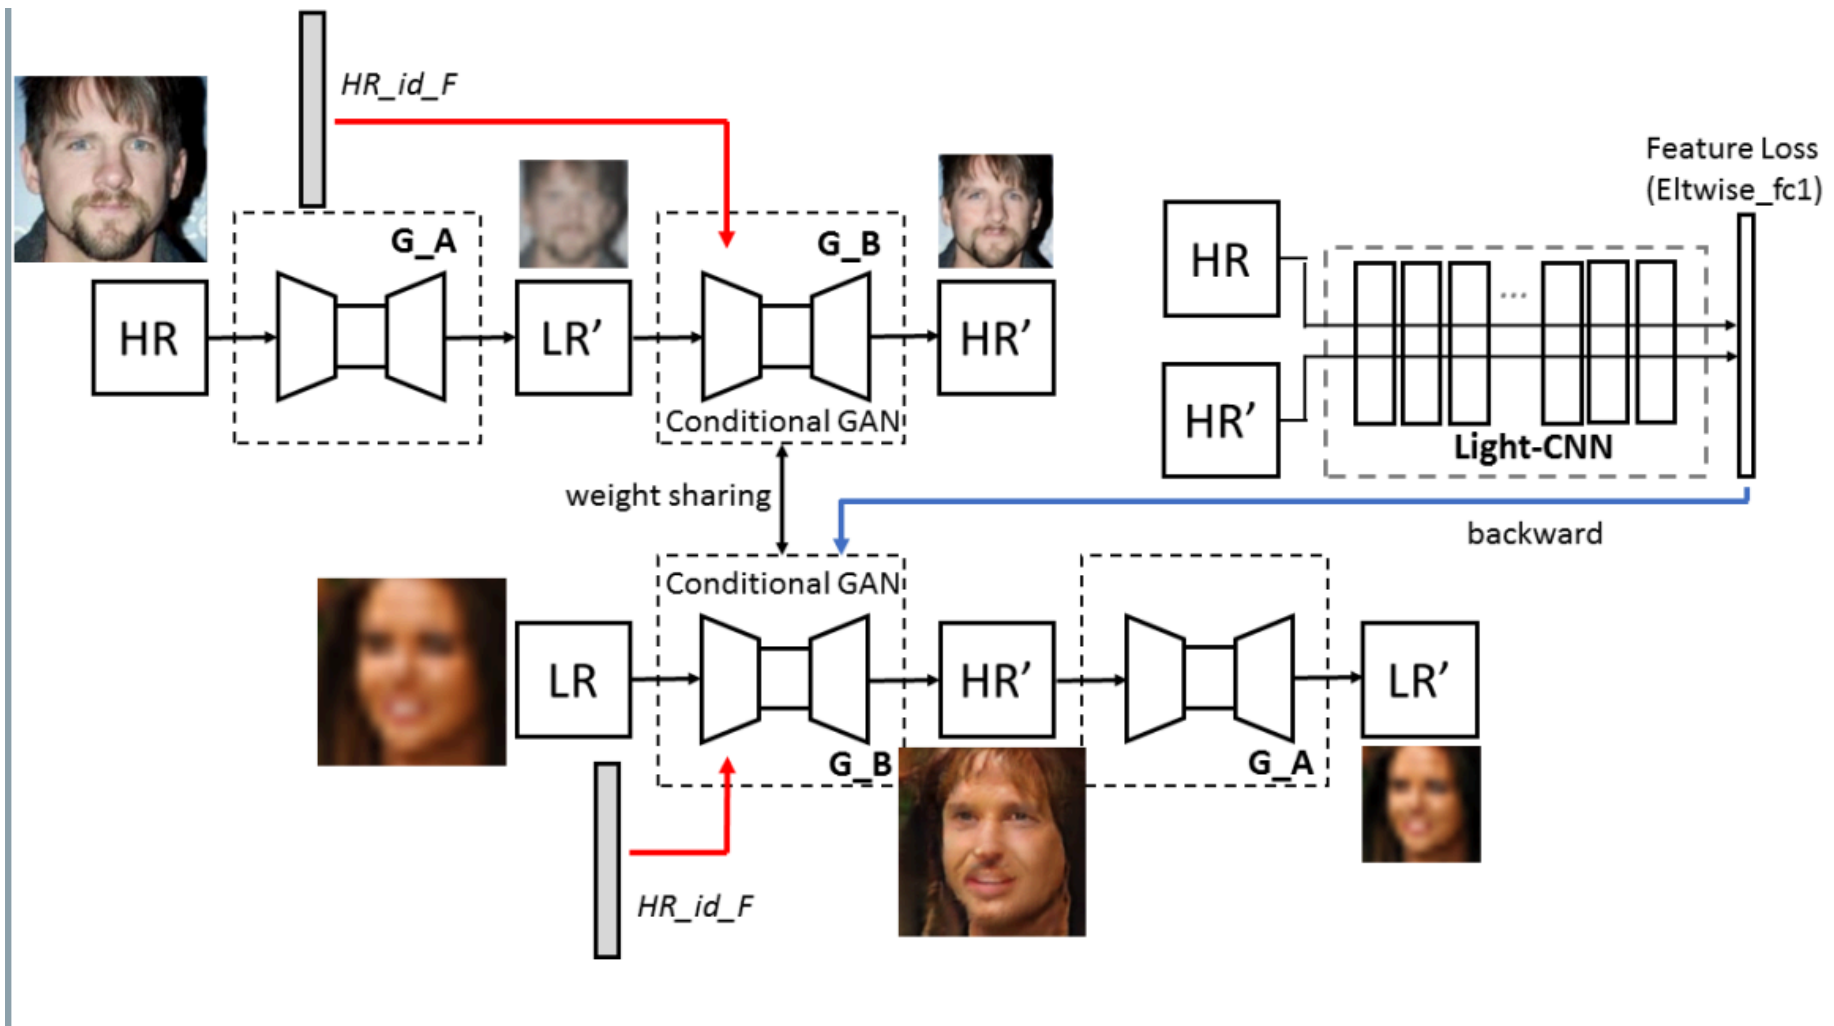 HR_id_F
Feature Loss
(Eltwise_fc1)
G_A
G_B
HR
HR
LR’
HR’
...
HR’
Conditional GAN
Light-CNN
weight sharing
backward
Conditional GAN
LR
HR’
LR’
G_B
G_A
HR_id_F